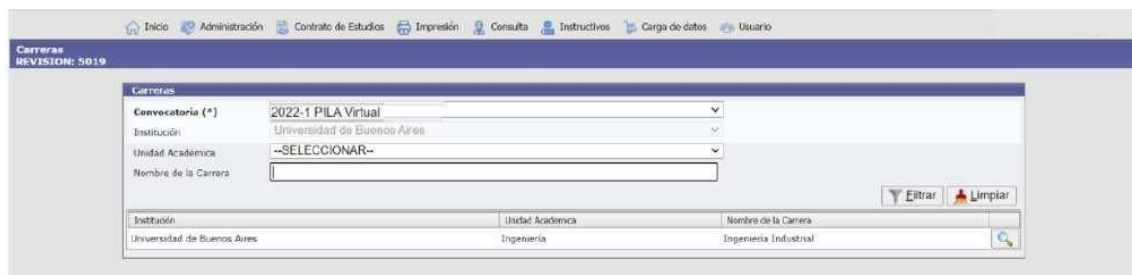 Inicio Administración Contrato de Estudios Impresión Consulta Instructivos Carga de datos Usuario
Carreras
REVISION: 5019
Carreras
Convocatoria (*) 2022-1 PILA Virtual
Institución Universidad de Buenos Aires
Unidad Academica --SELECCIONAR--
Nombre de la Carrera
Filtrar Limpiar
Institución Unidad Academica Nombre de la Carrera
Universidad de Buenos Aires Ingeniería Ingenieria Industrial